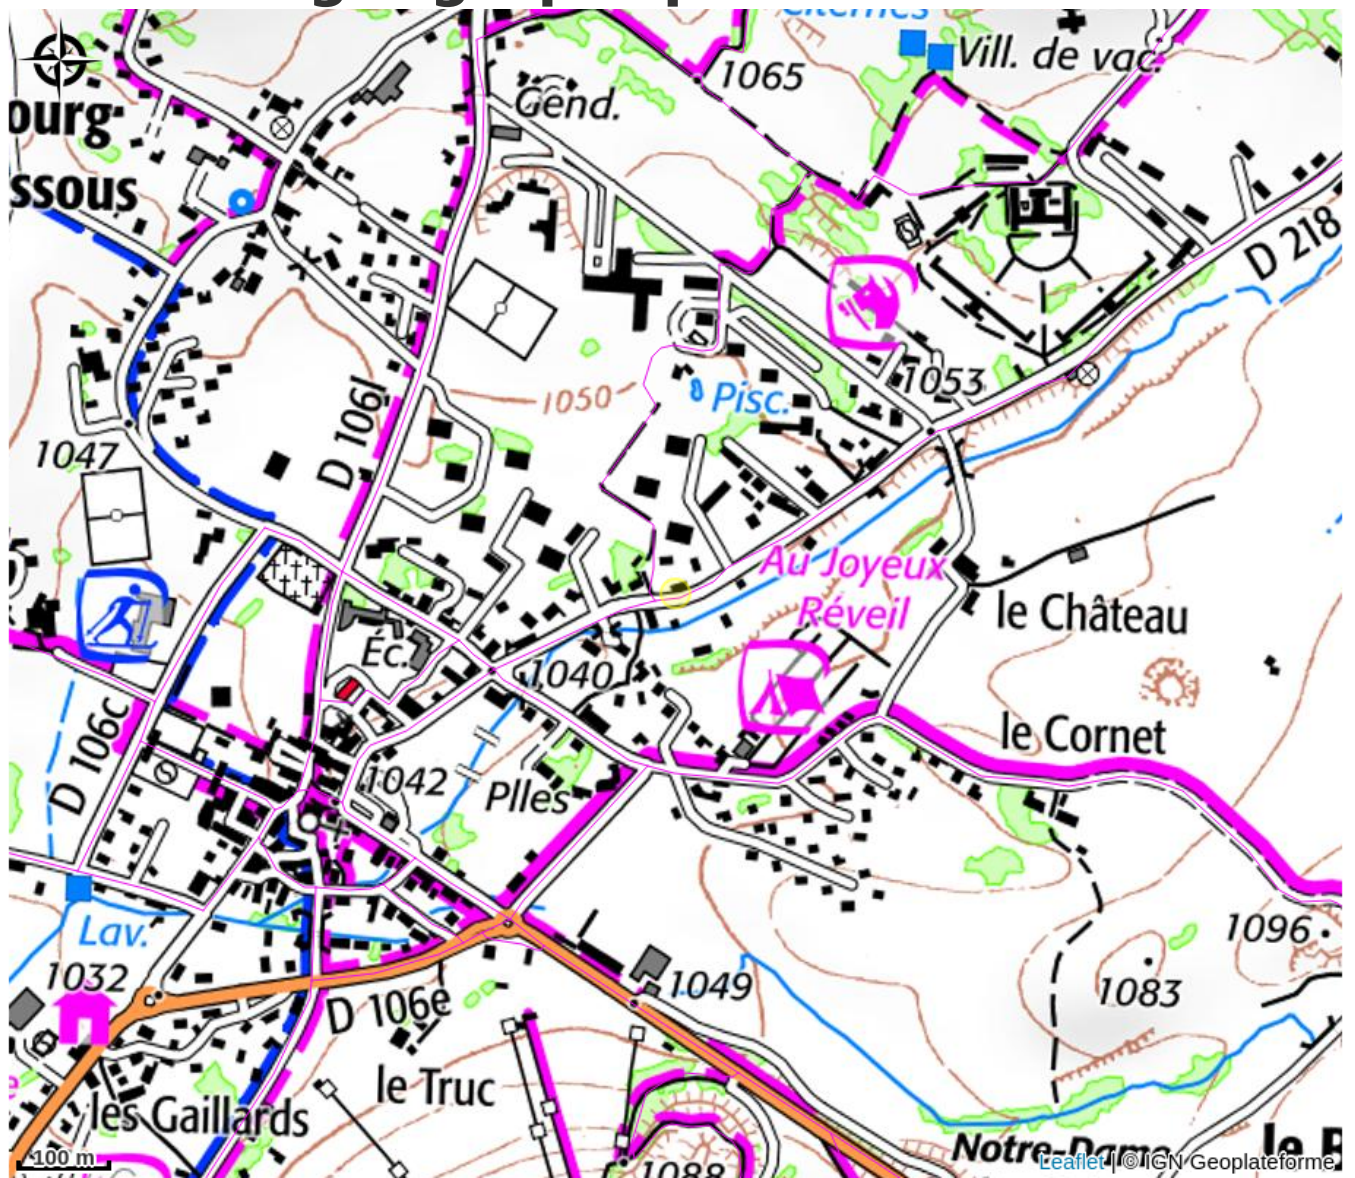 Vill. de vac.
1065
Gend.
ourg
ssous
D 218
1053
Pisc.
1050
D 106l
1047
Au Joyeux
Réveil
le Château
Éc.
1040
le Cornet
D 106c
1042
Plles
Lav.
1032
1049
1096
1083
D 106e
le Truc
les Gaillards
Notre-Dame
1088
100 m
Leaflet | © IGN Geoplateforme